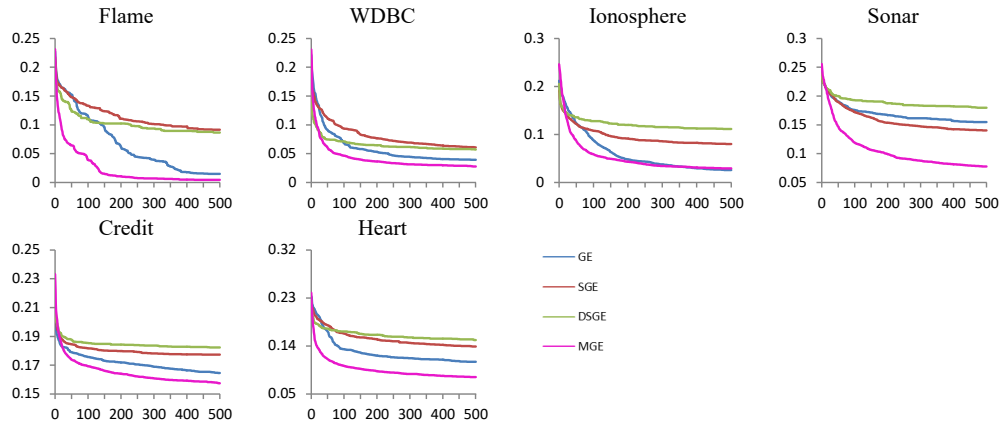 Flame WDBC Ionosphere Sonar
0.25 0.25 0.3 0.3
0.2 0.2 0.25
0.2
0.15 0.15 0.2
0.1 0.1 0.1 0.15
0.05 0.05 0.1
0 0 0 0.05
0 100 200 300 400 500 0 100 200 300 400 500 0 100 200 300 400 500 0 100 200 300 400 500
Credit Heart
0.25 0.32
0.23 0.23
0.21
0.19 0.14
0.17
0.15 0.05
0 100 200 300 400 500 0 100 200 300 400 500
GE
SGE
DSGE
MGE